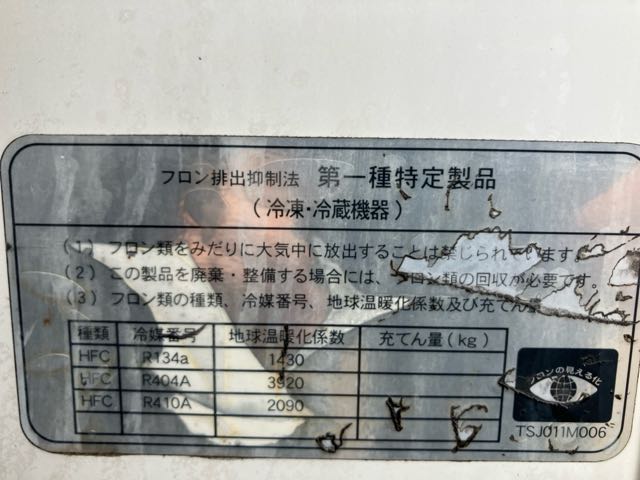 フロン排出抑制法 第一種特定製品
(冷凍・冷蔵機器)
(1) フロン類をみだりに大気中に放出することは禁じられています。
(2) この製品を廃棄・整備する場合には、フロン類の回収が必要です。
(3) フロン類の種類、冷媒番号、地球温暖化係数及び充てん量
種類 冷媒番号 地球温暖化係数 充てん量(kg)
HFC R134a 1430
HFC R404A 3920
HFC R410A 2090
フロンの見える化
TSJ011M006